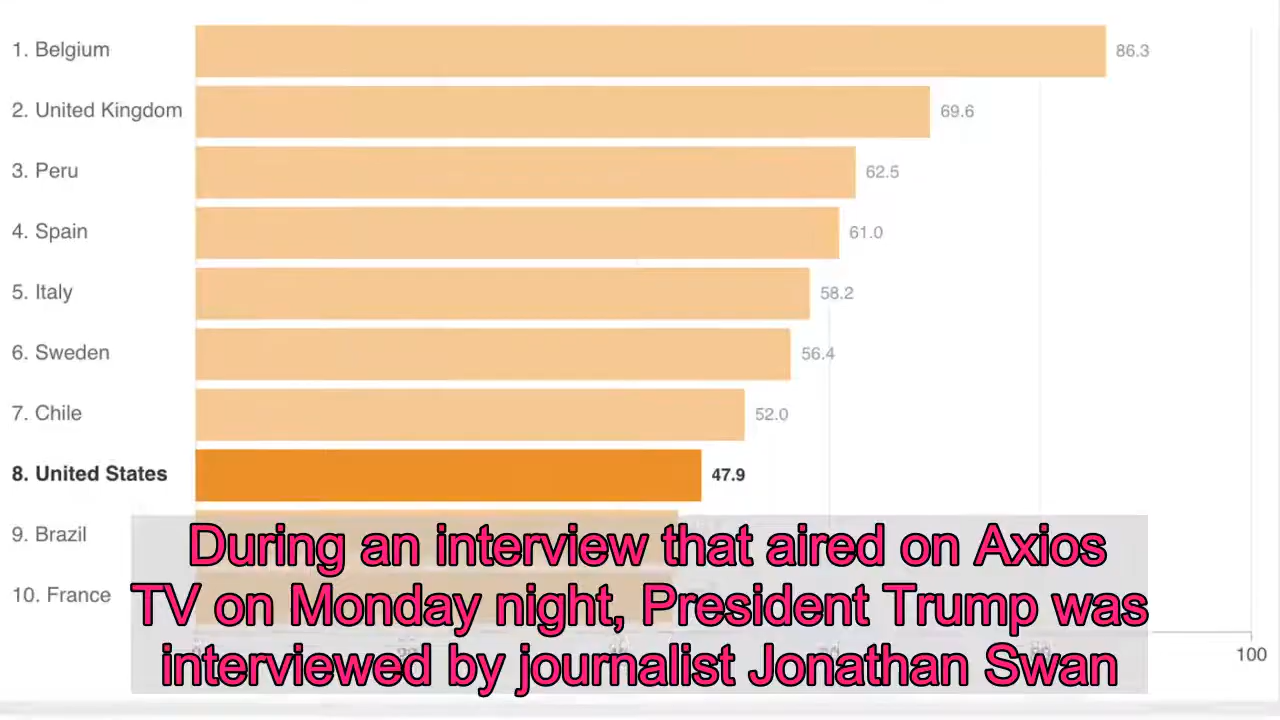 1. Belgium 86.3
2. United Kingdom 69.6
3. Peru 62.5
4. Spain 61.0
5. Italy 58.2
6. Sweden 56.4
7. Chile 52.0
8. United States 47.9
9. Brazil
10. France
During an interview that aired on Axios
TV on Monday night, President Trump was
interviewed by journalist Jonathan Swan
100